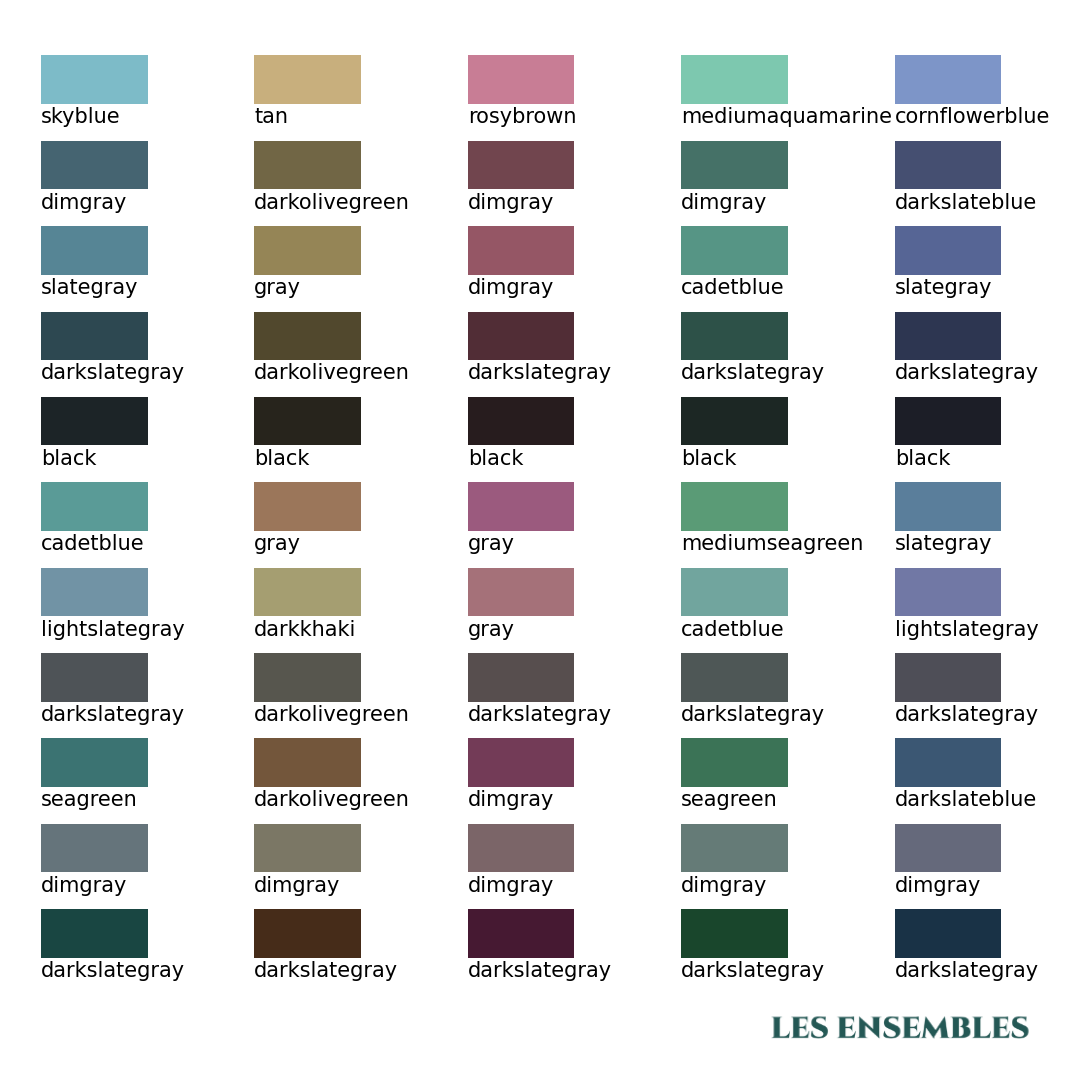 skyblue tan rosybrown mediumaquamarine cornflowerblue
dimgray darkolivegreen dimgray dimgray darkslateblue
slategray gray dimgray cadetblue slategray
darkslategray darkolivegreen darkslategray darkslategray darkslategray
black black black black black
cadetblue gray gray mediumseagreen slategray
lightslategray darkkhaki gray cadetblue lightslategray
darkslategray darkolivegreen darkslategray darkslategray darkslategray
seagreen darkolivegreen dimgray seagreen darkslateblue
dimgray dimgray dimgray dimgray dimgray
darkslategray darkslategray darkslategray darkslategray darkslategray
LES ENSEMBLES